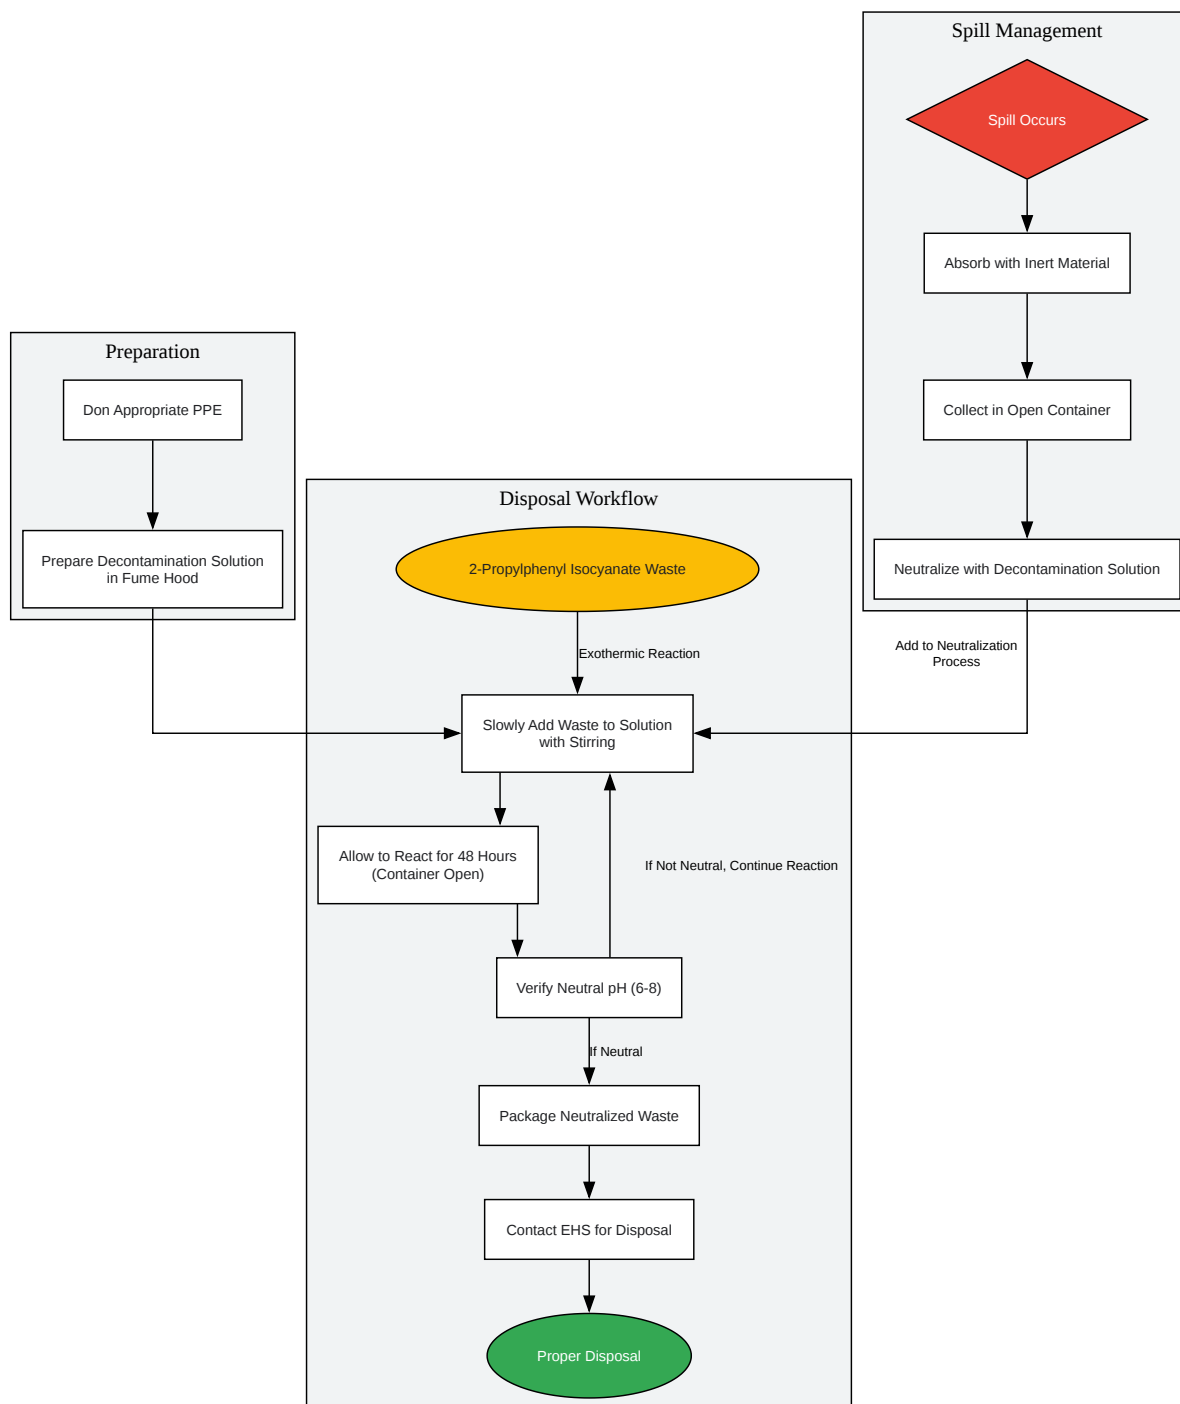 Spill Management
Spill Occurs
Absorb with Inert Material
Collect in Open Container
Neutralize with Decontamination Solution
Add to Neutralization
Process
Preparation
Don Appropriate PPE
Prepare Decontamination Solution
in Fume Hood
Disposal Workflow
2-Propylphenyl Isocyanate Waste
Exothermic Reaction
Slowly Add Waste to Solution
with Stirring
Allow to React for 48 Hours
(Container Open)
If Not Neutral, Continue Reaction
Verify Neutral pH (6-8)
If Neutral
Package Neutralized Waste
Contact EHS for Disposal
Proper Disposal